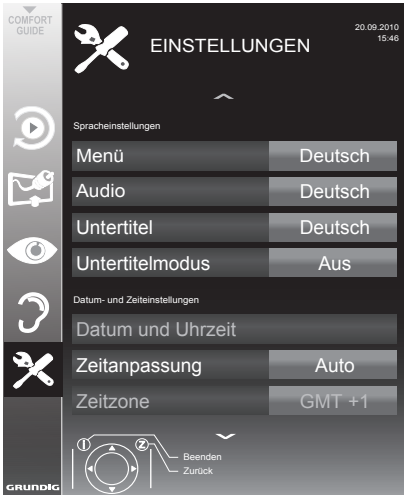 COMFORT
GUIDE
EINSTELLUNGEN
20.09.2010
15:46
Spracheinstellungen
Menü Deutsch
Audio Deutsch
Untertitel Deutsch
Untertitelmodus Aus
Datum- und Zeiteinstellungen
Datum und Uhrzeit
Zeitanpassung Auto
Zeitzone GMT +1
Z
Beenden
Zurück
GRUNDIG